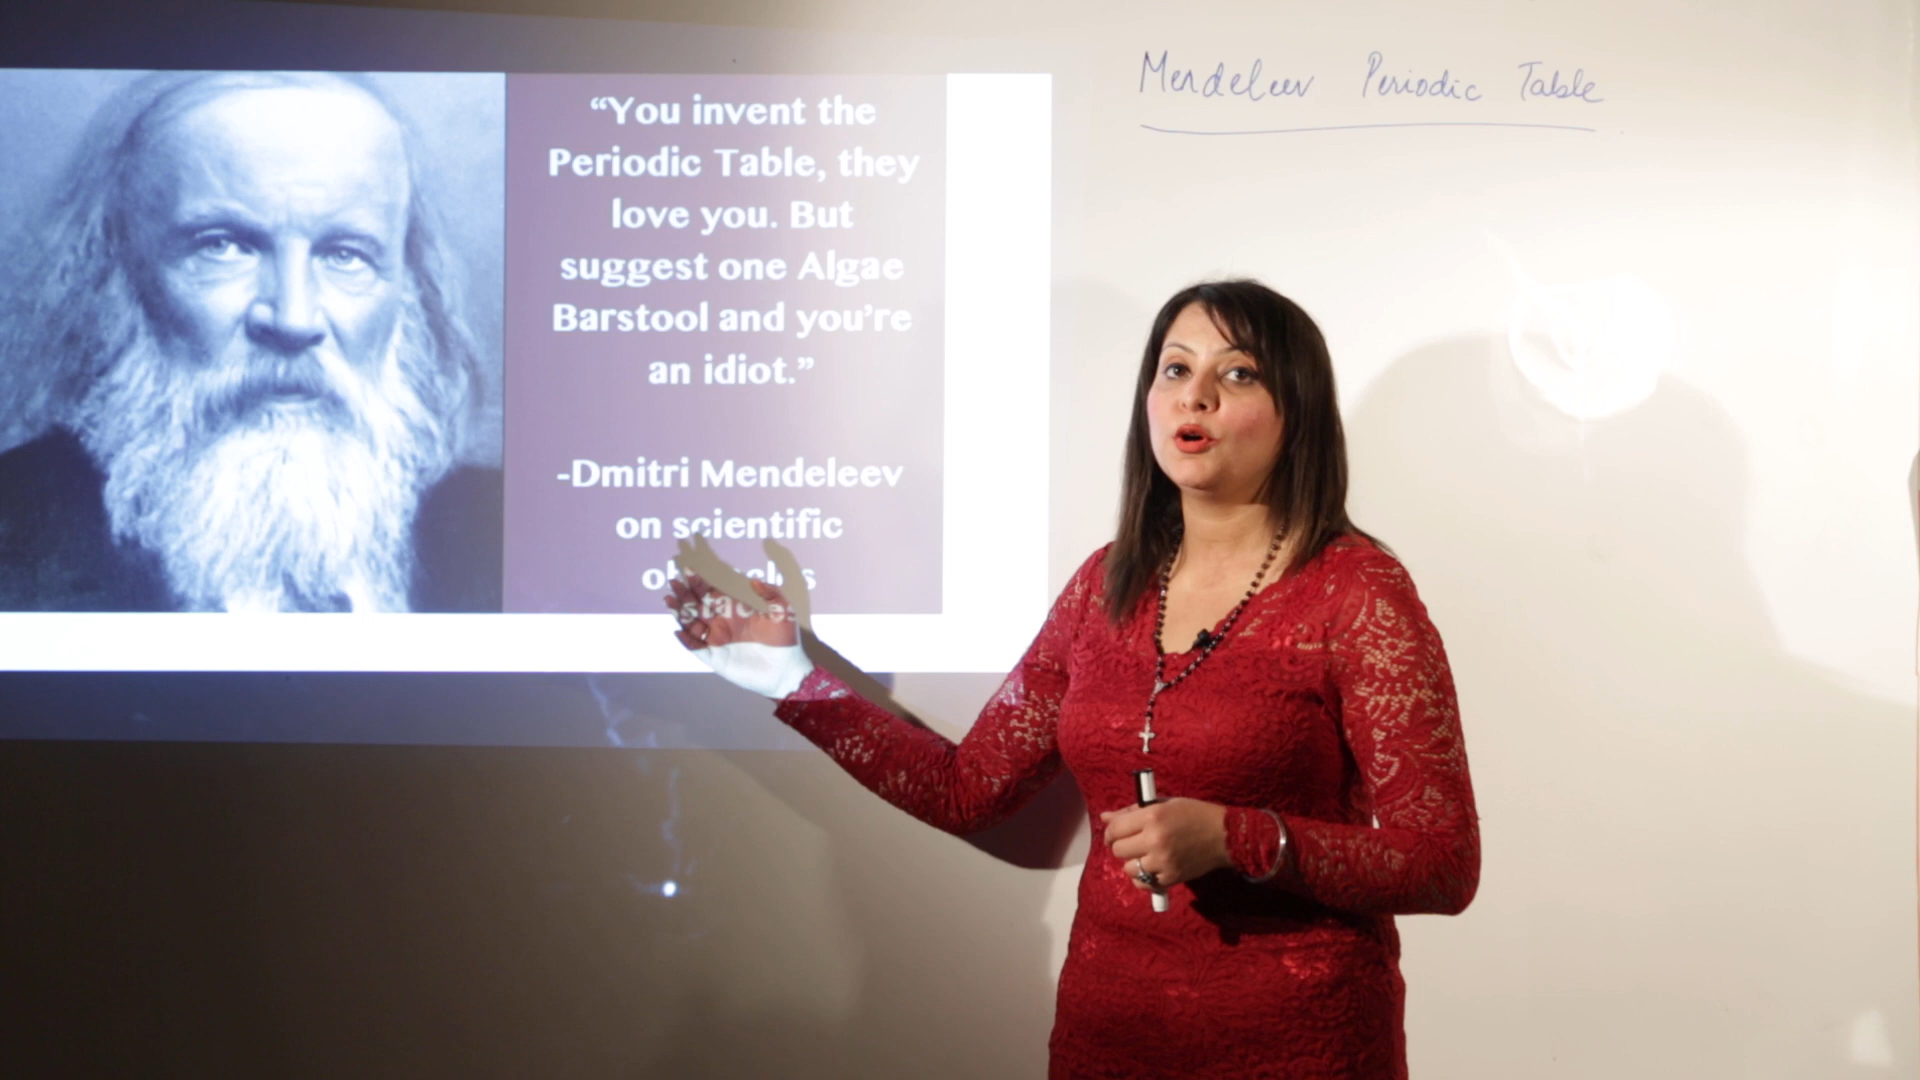 “You invent the
Periodic Table, they
love you. But
suggest one Algae
Barstool and you’re
an idiot.”
-Dmitri Mendeleev
on scientific
obstacles
Mendeleev Periodic Table